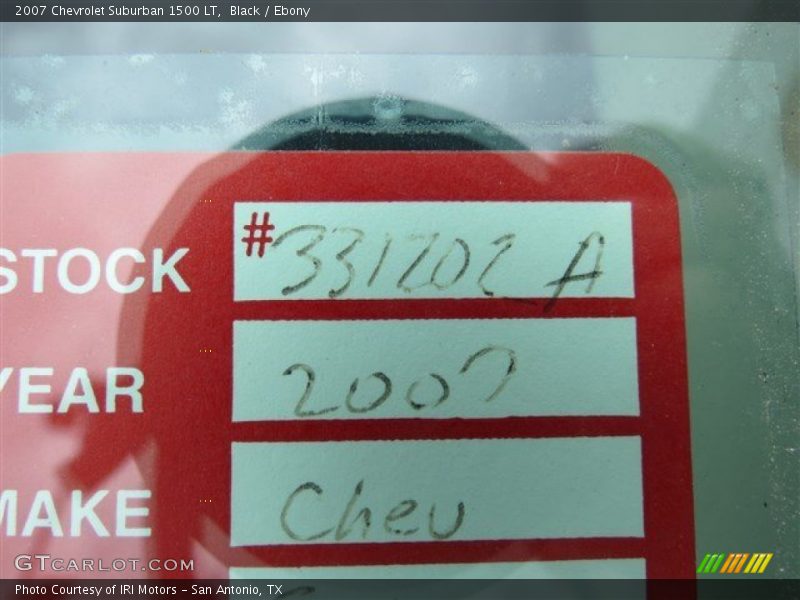 2007 Chevrolet Suburban 1500 LT, Black / Ebony
STOCK #331202A
YEAR 2007
MAKE Chev
GTCARLOT.COM
Photo Courtesy of IRI Motors - San Antonio, TX